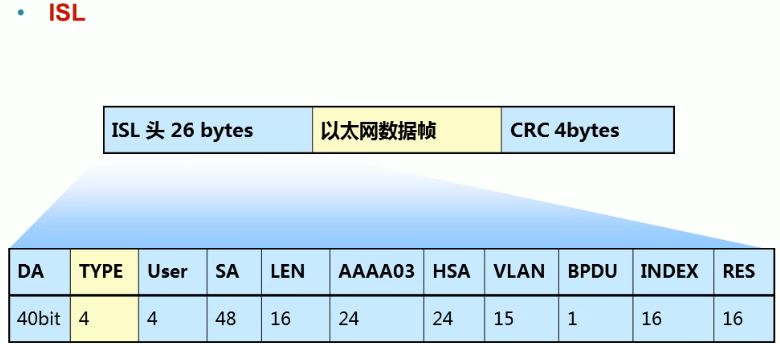 • ISL
ISL 头 26 bytes 以太网数据帧 CRC 4bytes
DA TYPE User SA LEN AAAA03 HSA VLAN BPDU INDEX RES
40bit 4 4 48 16 24 24 15 1 16 16